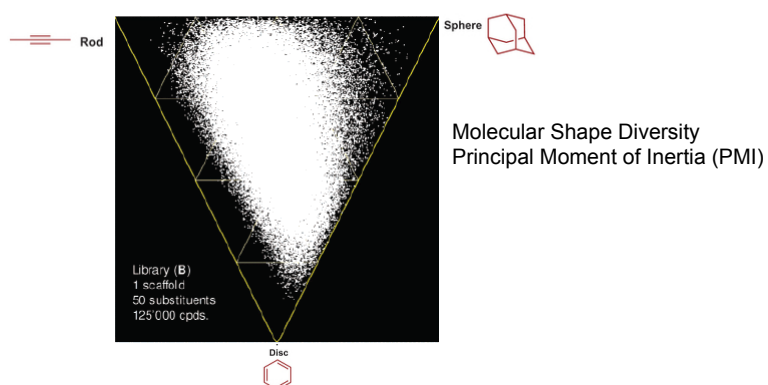 Rod
Sphere
Molecular Shape Diversity
Principal Moment of Inertia (PMI)
Library (B)
1 scaffold
50 substituents
125'000 cpds.
Disc